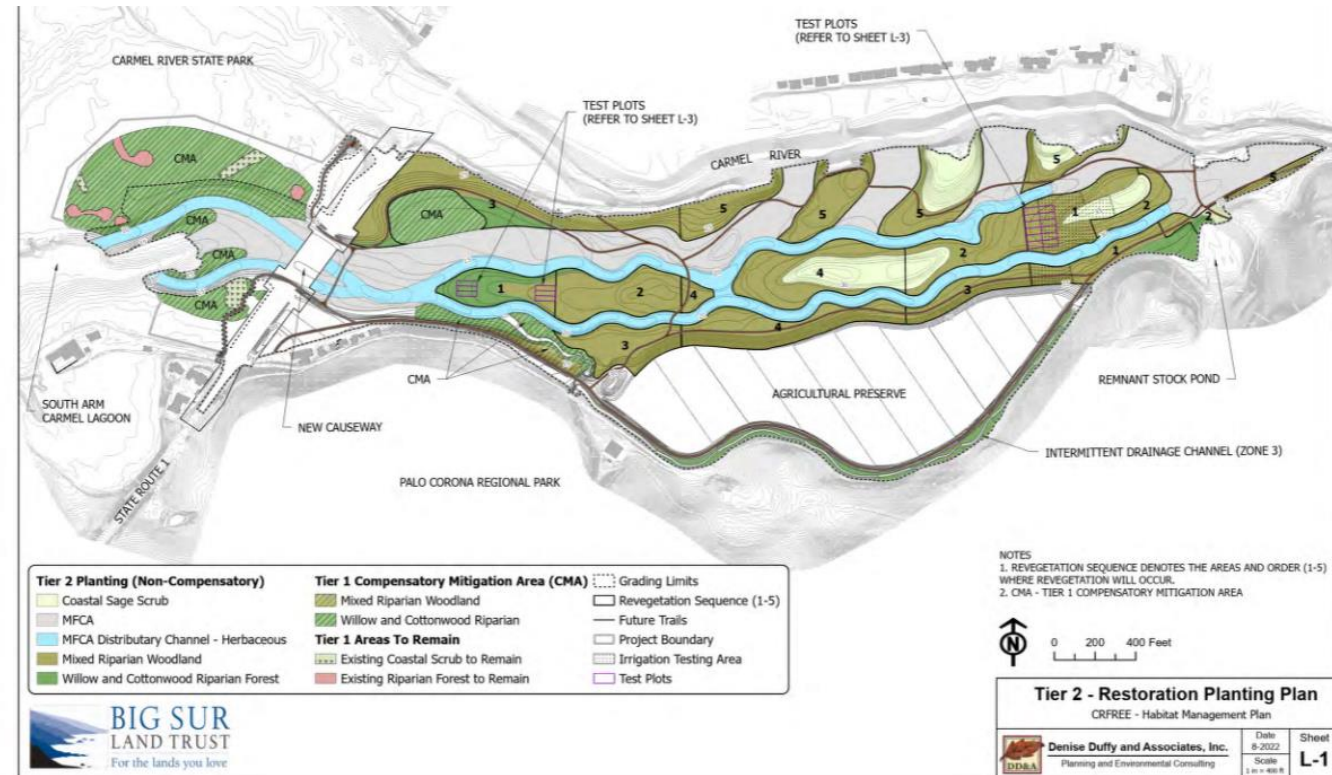 TEST PLOTS
(REFER TO SHEET L-3)
CARMEL RIVER STATE PARK
TEST PLOTS
(REFER TO SHEET L-3)
CARMEL RIVER
CMA
CMA
CMA
CMA
CMA
3
5
5
5
5
5
1
2
2
1
2
1
2
4
4
3
4
3
CMA
AGRICULTURAL PRESERVE
REMNANT STOCK POND
SOUTH ARM
CARMEL LAGOON
NEW CAUSEWAY
INTERMITTENT DRAINAGE CHANNEL (ZONE 3)
STATE ROUTE 1
PALO CORONA REGIONAL PARK
Tier 2 Planting (Non-Compensatory)
Coastal Sage Scrub
MFCA
MFCA Distributary Channel - Herbaceous
Mixed Riparian Woodland
Willow and Cottonwood Riparian Forest
Tier 1 Compensatory Mitigation Area (CMA)
Mixed Riparian Woodland
Willow and Cottonwood Riparian
Tier 1 Areas To Remain
Existing Coastal Scrub to Remain
Existing Riparian Forest to Remain
Grading Limits
Revegetation Sequence (1-5)
Future Trails
Project Boundary
Irrigation Testing Area
Test Plots
NOTES
1. REVEGETATION SEQUENCE DENOTES THE AREAS AND ORDER (1-5)
WHERE REVEGETATION WILL OCCUR.
2. CMA - TIER 1 COMPENSATORY MITIGATION AREA
N
0 200 400 Feet
BIG SUR
LAND TRUST
For the lands you love
Tier 2 - Restoration Planting Plan
CRFREE - Habitat Management Plan
DD&A
Denise Duffy and Associates, Inc.
Planning and Environmental Consulting
Date
8-2022
Scale
1 in = 400 ft
Sheet
L-1